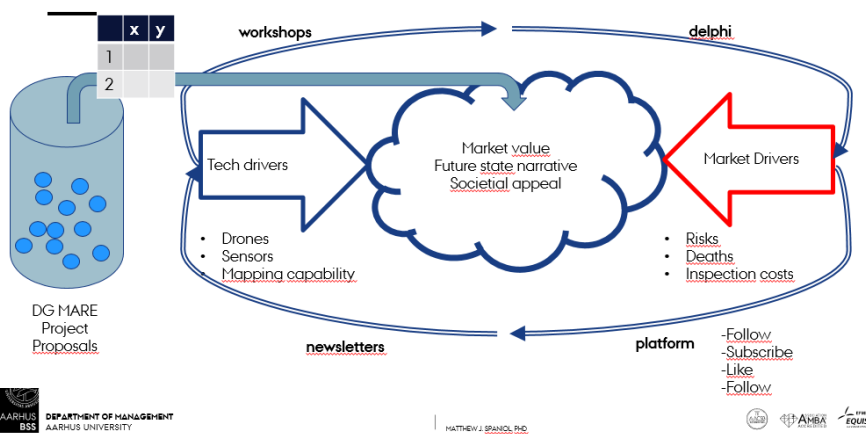 x y
1
2
workshops
delphi
Tech drivers
Market value
Future state narrative
Societial appeal
Market Drivers
• Drones
• Sensors
• Mapping capability
• Risks
• Deaths
• Inspection costs
DG MARE
Project
Proposals
newsletters
platform
-Follow
-Subscribe
-Like
-Follow
AARHUS
BSS
DEPARTMENT OF MANAGEMENT
AARHUS UNIVERSITY
MATTHEW J. SPANIOL PHD
AMBA
ACCREDITED
EQUIS